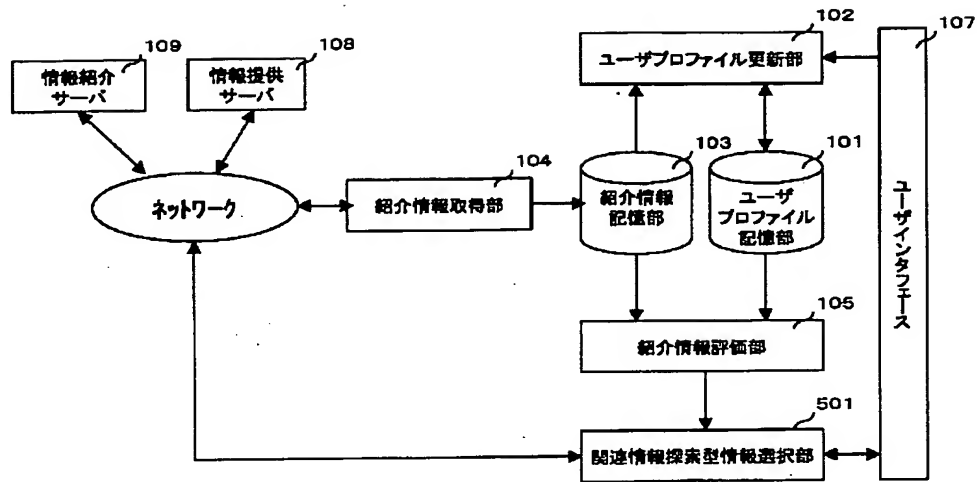 109
情報紹介
サーバ
108
情報提供
サーバ
102
ユーザプロファイル更新部
107
ユーザインタフェース
ネットワーク
104
紹介情報取得部
103
紹介情報
記憶部
101
ユーザ
プロファイル
記憶部
105
紹介情報評価部
501
関連情報探索型情報選択部